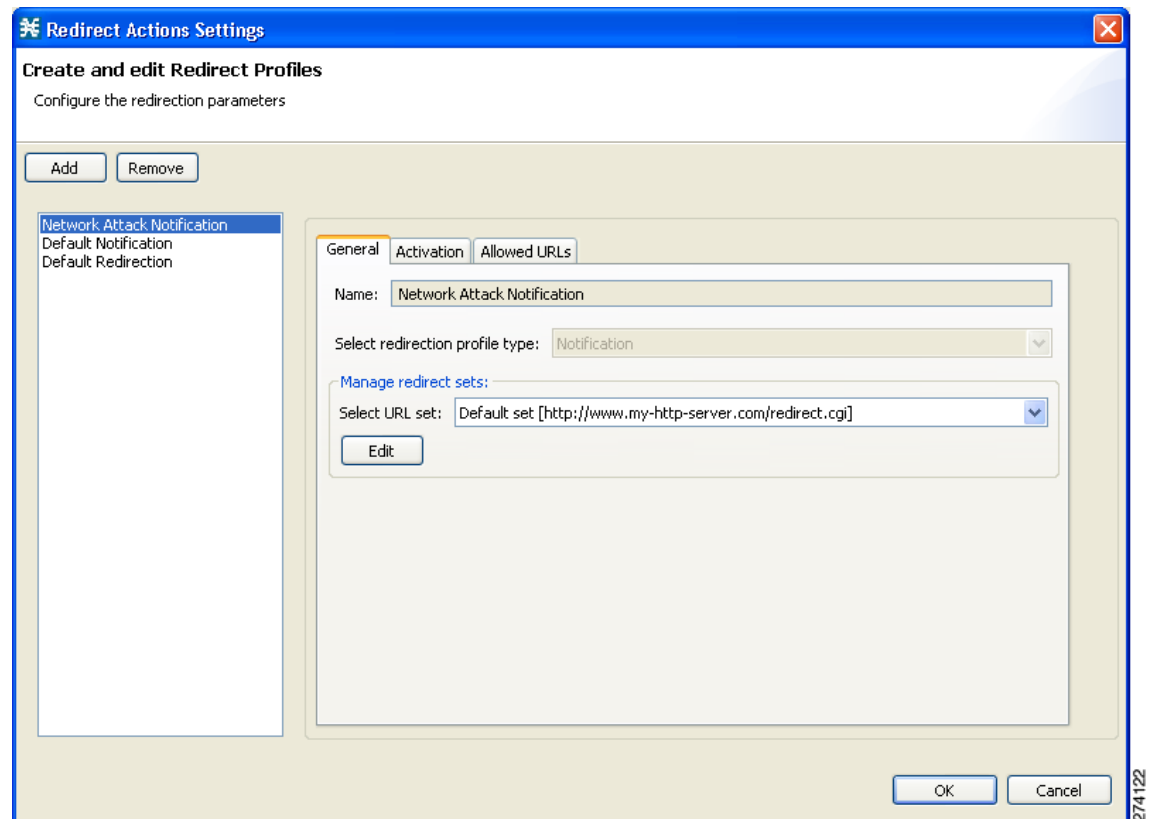 Redirect Actions Settings
Create and edit Redirect Profiles
Configure the redirection parameters
Add Remove
Network Attack Notification
Default Notification
Default Redirection
General Activation Allowed URLs
Name: Network Attack Notification
Select redirection profile type: Notification
Manage redirect sets:
Select URL set: Default set [http://www.my-http-server.com/redirect.cgi]
Edit
OK Cancel
274122